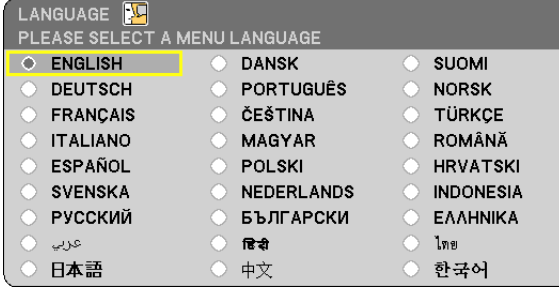 LANGUAGE
PLEASE SELECT A MENU LANGUAGE
ENGLISH DANSK SUOMI
DEUTSCH PORTUGUÊS NORSK
FRANÇAIS ČEŠTINA TÜRKÇE
ITALIANO MAGYAR ROMÂNĂ
ESPAÑOL POLSKI HRVATSKI
SVENSKA NEDERLANDS INDONESIA
РУССКИЙ БЪЛГАРСКИ ΕΛΛΗΝΙΚΑ
عربي हिन्दी ไทย
日本語 中文 한국어